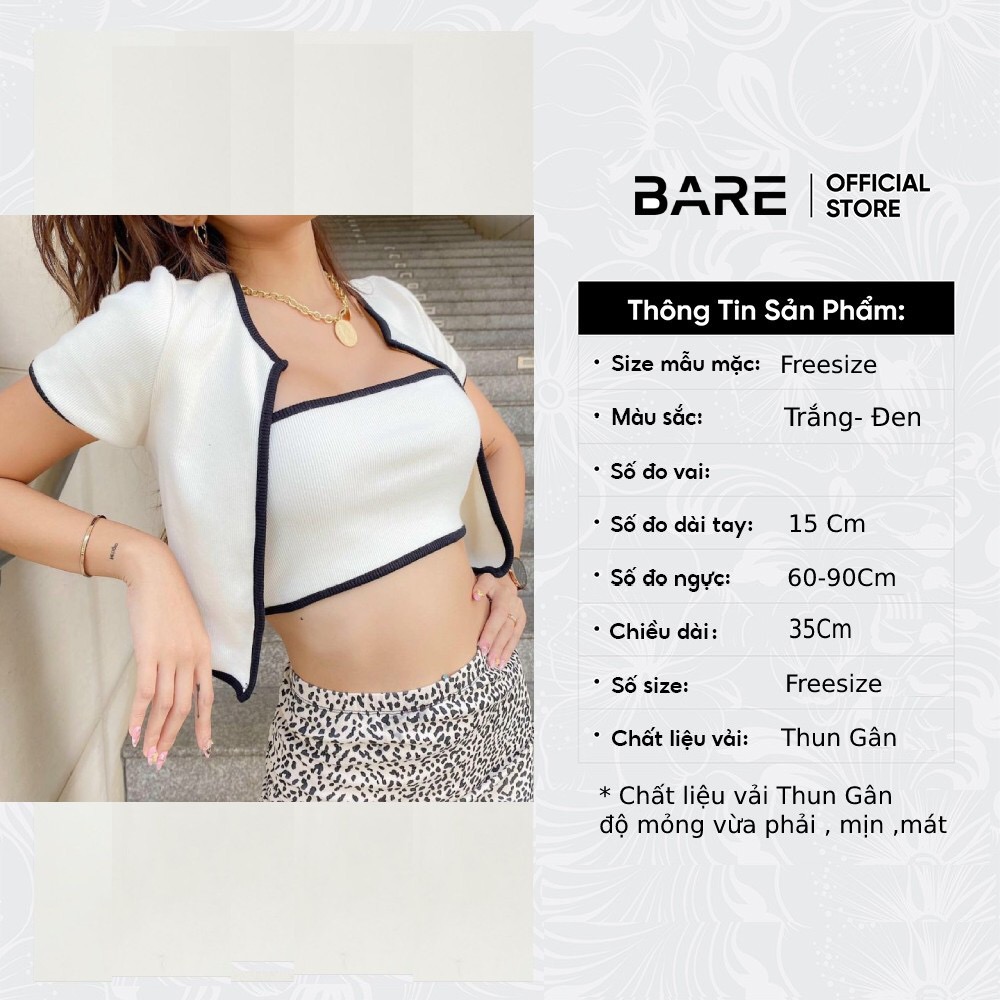 BARE
OFFICIAL
STORE
Thông Tin Sản Phẩm:
· Size mẫu mặc: Freesize
· Màu sắc: Trắng- Đen
· Số đo vai:
· Số đo dài tay: 15 Cm
· Số đo ngực: 60-90Cm
· Chiều dài: 35Cm
· Số size: Freesize
· Chất liệu vải: Thun Gân
* Chất liệu vải Thun Gân
độ mỏng vừa phải , mịn ,mát